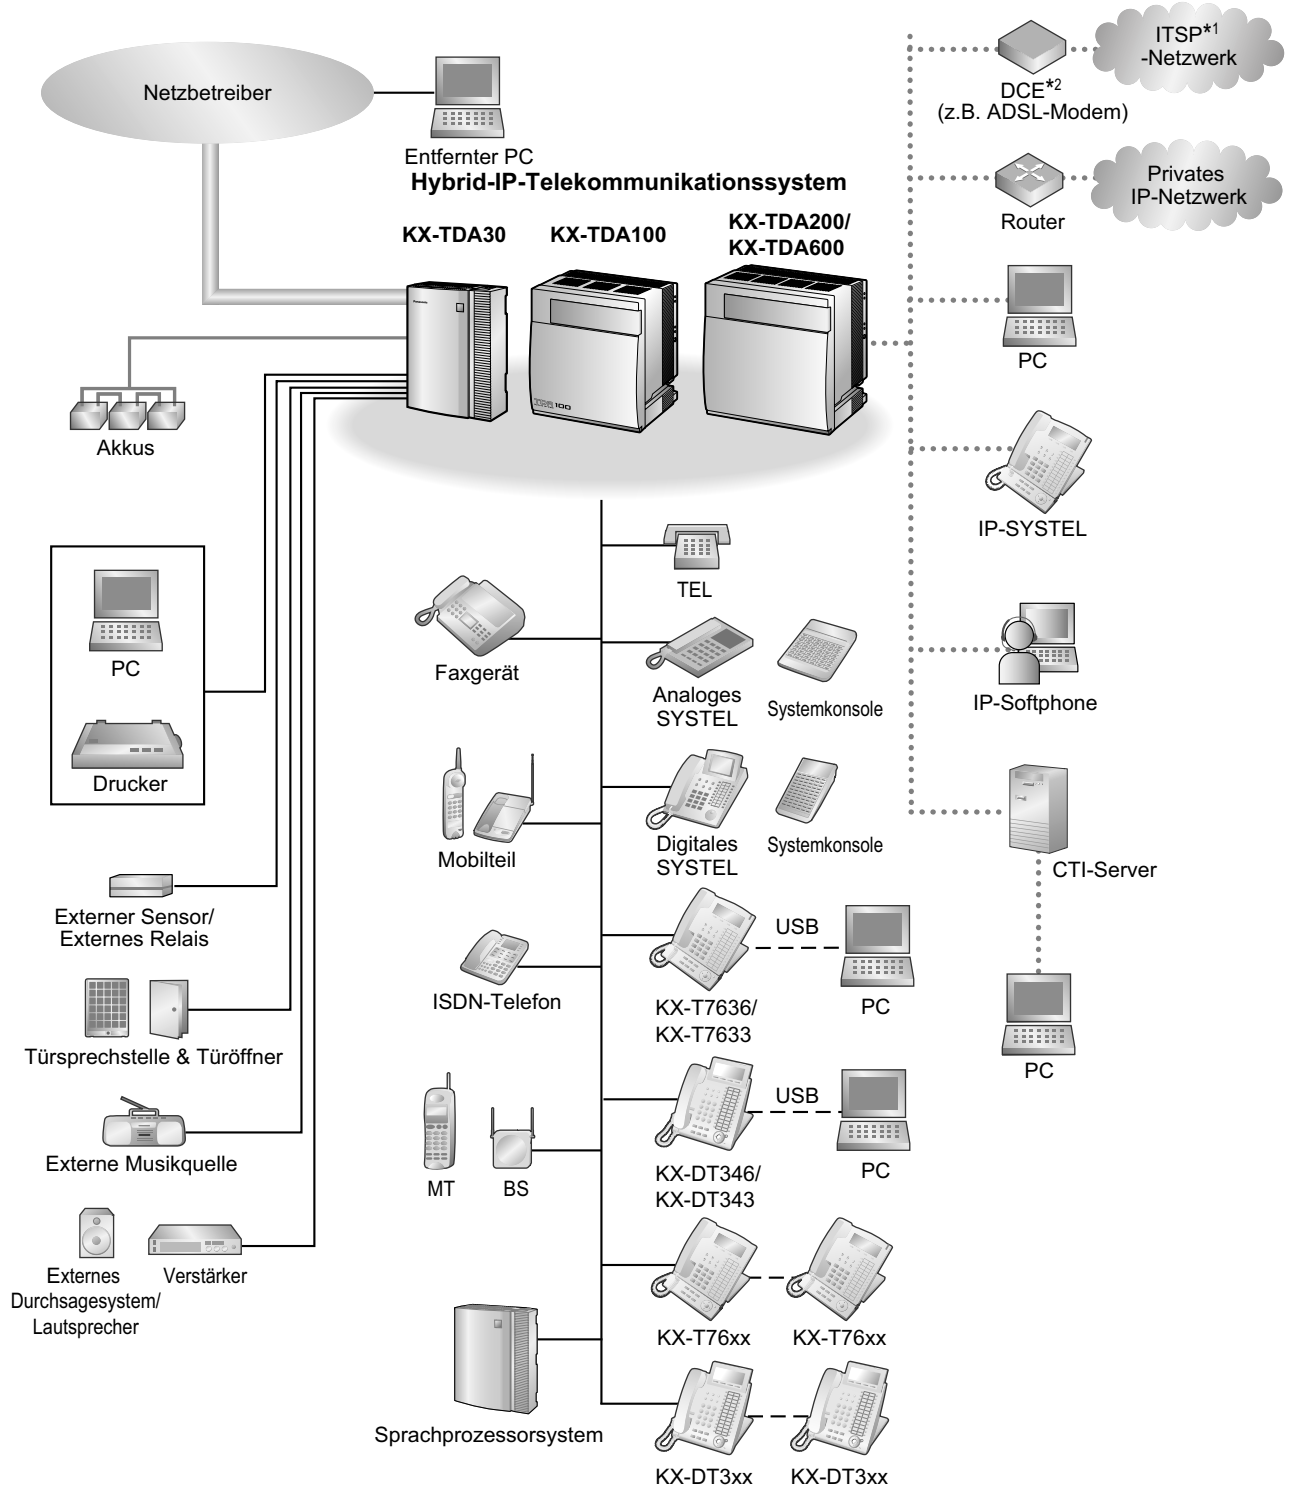 Netzbetreiber
Entfernter PC
ITSP*1
-Netzwerk
DCE*2
(z.B. ADSL-Modem)
Hybrid-IP-Telekommunikationssystem
Privates
IP-Netzwerk
Router
KX-TDA30
KX-TDA100
KX-TDA200/
KX-TDA600
Panasonic
TDA 100
PC
Akkus
IP-SYSTEL
TEL
PC
Drucker
Faxgerät
Analoges
SYSTEL
Systemkonsole
IP-Softphone
Mobilteil
Digitales
SYSTEL
Systemkonsole
CTI-Server
Externer Sensor/
Externes Relais
ISDN-Telefon
USB
KX-T7636/
KX-T7633
PC
PC
Türsprechstelle & Türöffner
Externe Musikquelle
MT
BS
USB
KX-DT346/
KX-DT343
PC
Externes
Durchsagesystem/
Lautsprecher
Verstärker
KX-T76xx
KX-T76xx
Sprachprozessorsystem
KX-DT3xx
KX-DT3xx